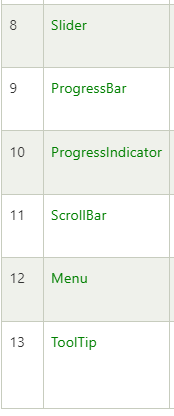 8 Slider
9 ProgressBar
10 ProgressIndicator
11 ScrollBar
12 Menu
13 ToolTip